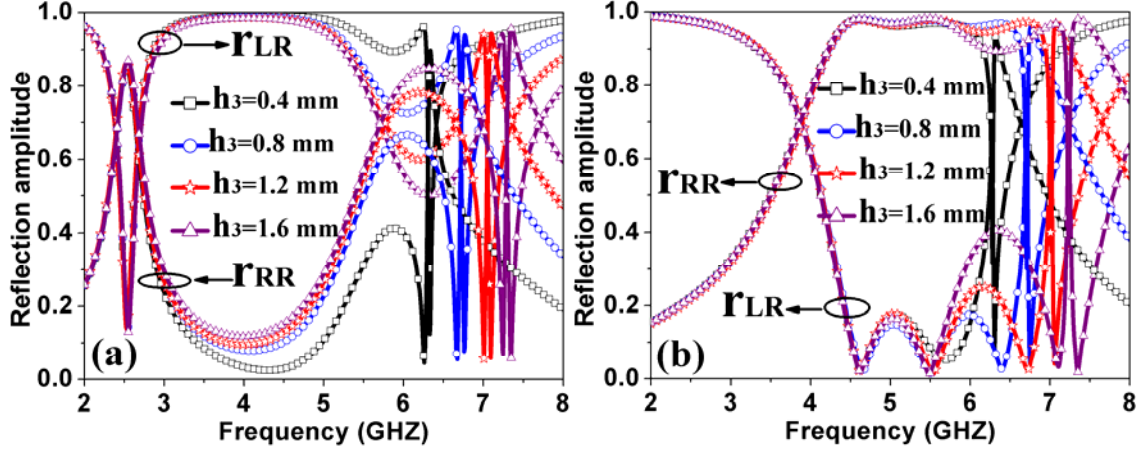 1.0
0.8
0.6
0.4
0.2
0.0
Reflection amplitude
rLR
h3=0.4 mm
h3=0.8 mm
h3=1.2 mm
h3=1.6 mm
rRR
(a)
2 3 4 5 6 7 8
Frequency (GHZ)
1.0
0.8
0.6
0.4
0.2
0.0
Reflection amplitude
h3=0.4 mm
h3=0.8 mm
h3=1.2 mm
h3=1.6 mm
rRR
rLR
(b)
2 3 4 5 6 7 8
Frequency (GHZ)